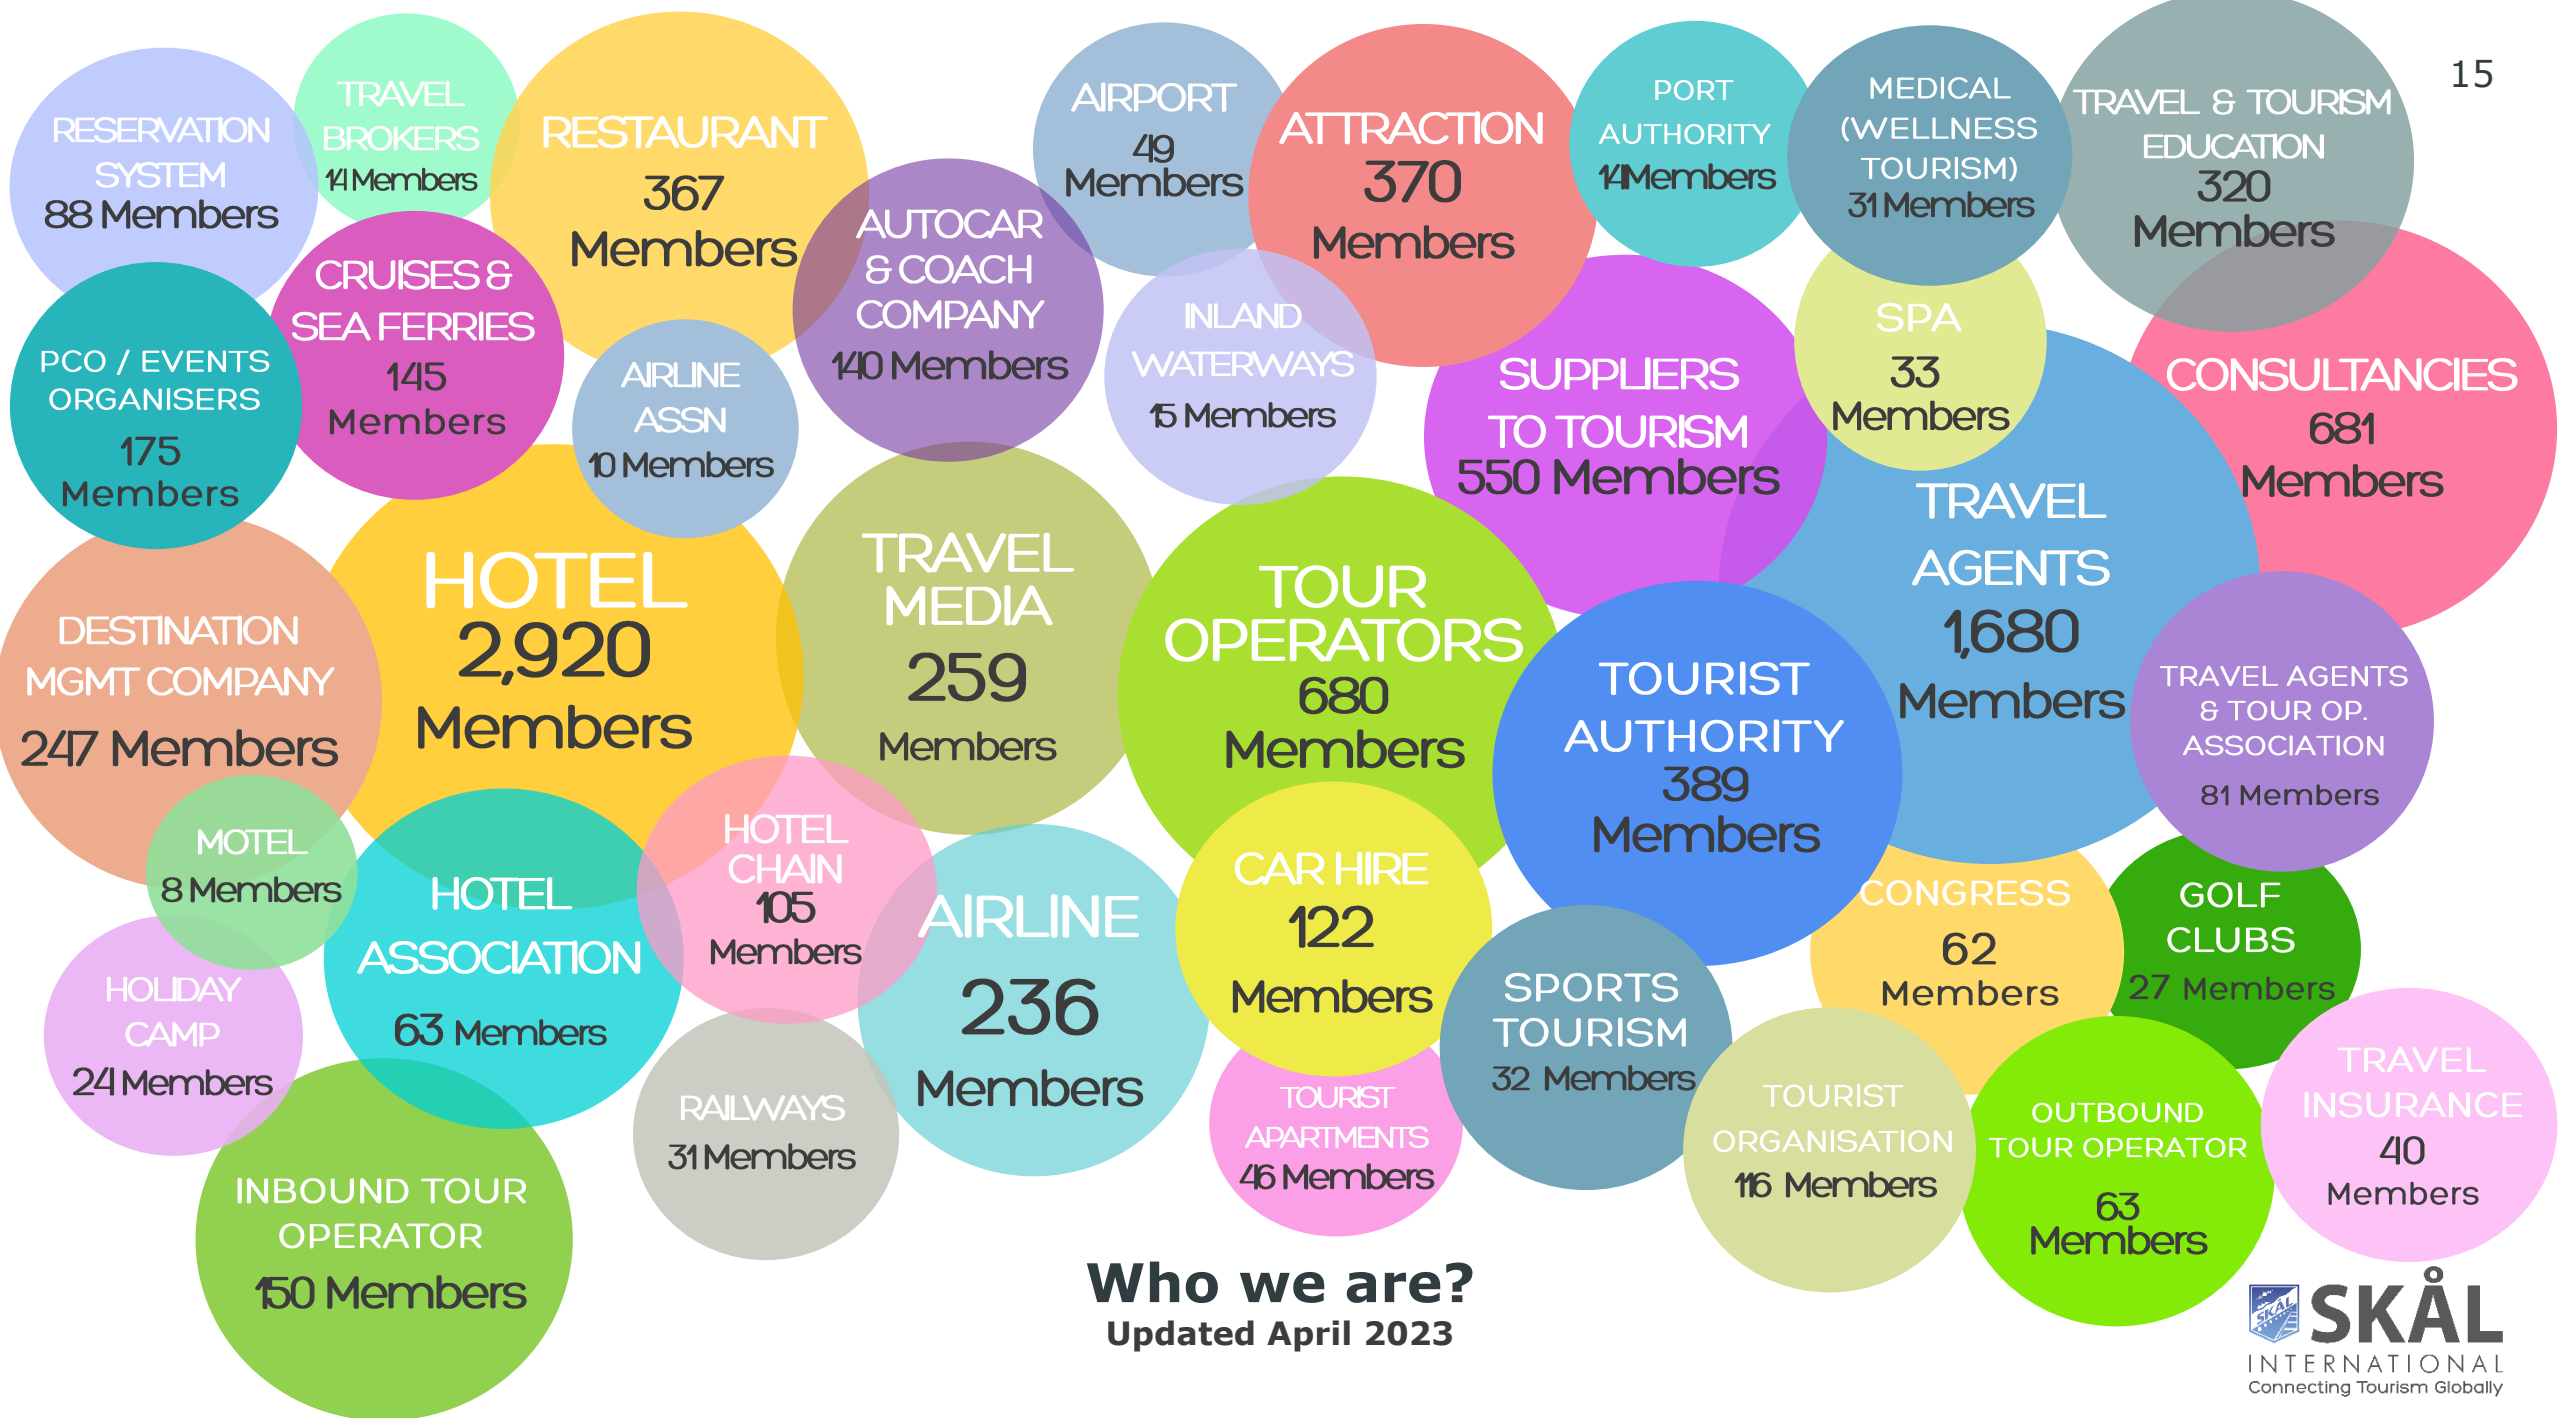 15
RESERVATION
SYSTEM
88 Members
TRAVEL
BROKERS
14 Members
RESTAURANT
367
Members
AIRPORT
49
Members
ATTRACTION
370
Members
PORT
AUTHORITY
14Members
MEDICAL
(WELLNESS
TOURISM)
31 Members
TRAVEL & TOURISM
EDUCATION
320
Members
PCO / EVENTS
ORGANISERS
175
Members
CRUISES &
SEA FERRIES
145
Members
AIRLINE
ASSN
10 Members
AUTOCAR
& COACH
COMPANY
140 Members
INLAND
WATERWAYS
15 Members
SUPPLIERS
TO TOURISM
550 Members
SPA
33
Members
CONSULTANCIES
681
Members
DESTINATION
MGMT COMPANY
247 Members
HOTEL
2,920
Members
TRAVEL
MEDIA
259
Members
TOUR
OPERATORS
680
Members
TOURIST
AUTHORITY
389
Members
TRAVEL
AGENTS
1,680
Members
TRAVEL AGENTS
& TOUR OP.
ASSOCIATION
81 Members
MOTEL
8 Members
HOTEL
ASSOCIATION
63 Members
HOTEL
CHAIN
105
Members
AIRLINE
236
Members
CAR HIRE
122
Members
SPORTS
TOURISM
32 Members
CONGRESS
62
Members
GOLF
CLUBS
27 Members
HOLIDAY
CAMP
24 Members
INBOUND TOUR
OPERATOR
150 Members
RAILWAYS
31 Members
TOURIST
APARTMENTS
46 Members
TOURIST
ORGANISATION
116 Members
OUTBOUND
TOUR OPERATOR
63
Members
TRAVEL
INSURANCE
40
Members
Who we are?
Updated April 2023
SKÅL
SKÅL
INTERNATIONAL
Connecting Tourism Globally